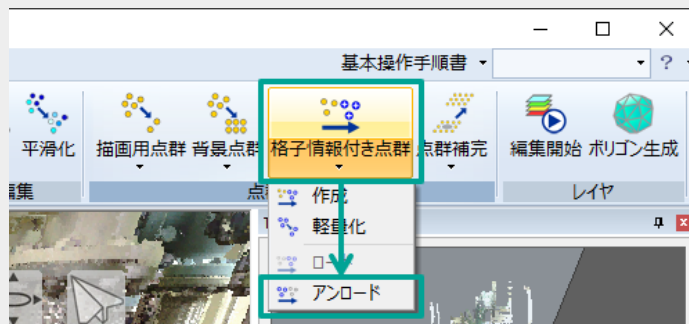 基本操作手順書
?
平滑化
描画用点群
背景点群
格子情報付き点群
点群補完
編集開始
ポリゴン生成
編集
レイヤ
作成
軽量化
アンロード